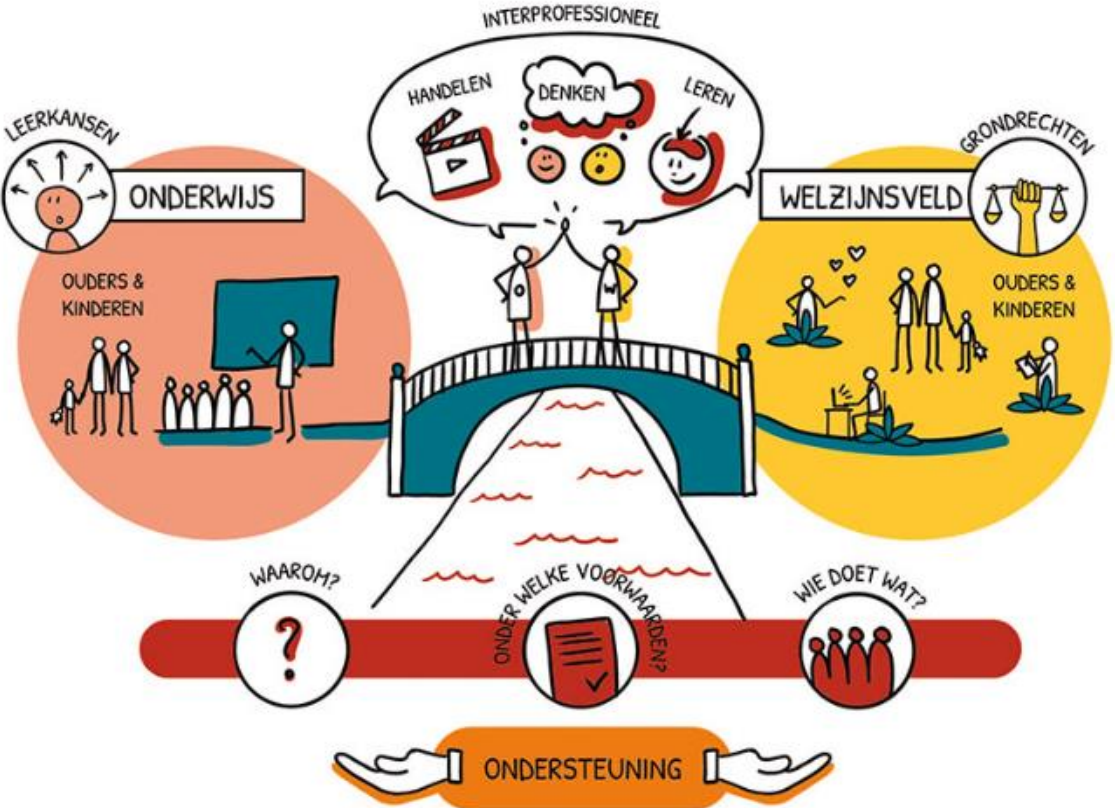 INTERPROFESSIONEEL
HANDELEN
DENKEN
LEREN
LEERKANSEN
ONDERWIJS
OUDERS &
KINDEREN
O
W
GRONDRECHTEN
WELZIJNSVELD
OUDERS &
KINDEREN
WAAROM?
?
ONDER WELKE VOORWAARDEN?
WIE DOET WAT?
ONDERSTEUNING